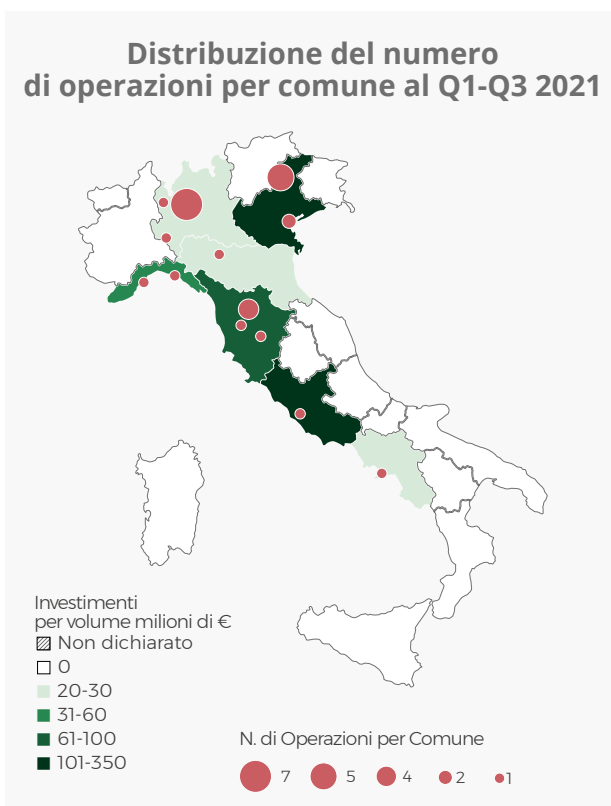 Distribuzione del numero
di operazioni per comune al Q1-Q3 2021
Investimenti
per volume milioni di €
Non dichiarato
0
20-30
31-60
61-100
101-350
N. di Operazioni per Comune
7 5 4 2 1